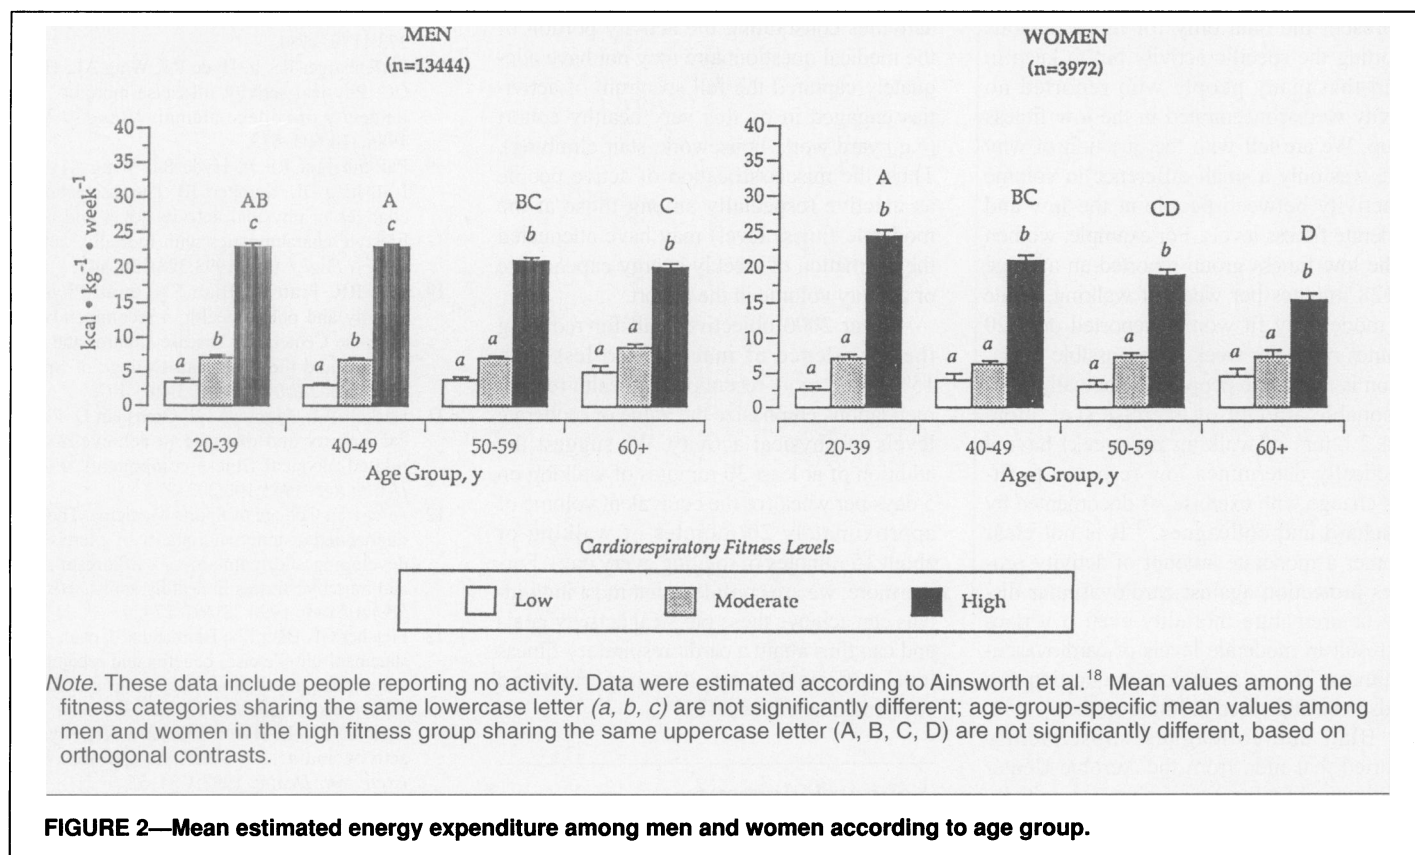 MEN
(n=13444)
WOMEN
(n=3972)
kcal • kg⁻¹ • week⁻¹
40
35
30
25
20
15
10
5
0
AB
A
BC
C
a
b
c
a
b
c
a
a
b
a
a
b
20-39
40-49
50-59
60+
Age Group, y
40
35
30
25
20
15
10
5
0
A
BC
CD
D
a
a
b
a
a
b
a
a
b
a
a
b
20-39
40-49
50-59
60+
Age Group, y
Cardiorespiratory Fitness Levels
Low
Moderate
High
Note. These data include people reporting no activity. Data were estimated according to Ainsworth et al.¹⁸ Mean values among the
fitness categories sharing the same lowercase letter (a, b, c) are not significantly different; age-group-specific mean values among
men and women in the high fitness group sharing the same uppercase letter (A, B, C, D) are not significantly different, based on
orthogonal contrasts.
FIGURE 2—Mean estimated energy expenditure among men and women according to age group.